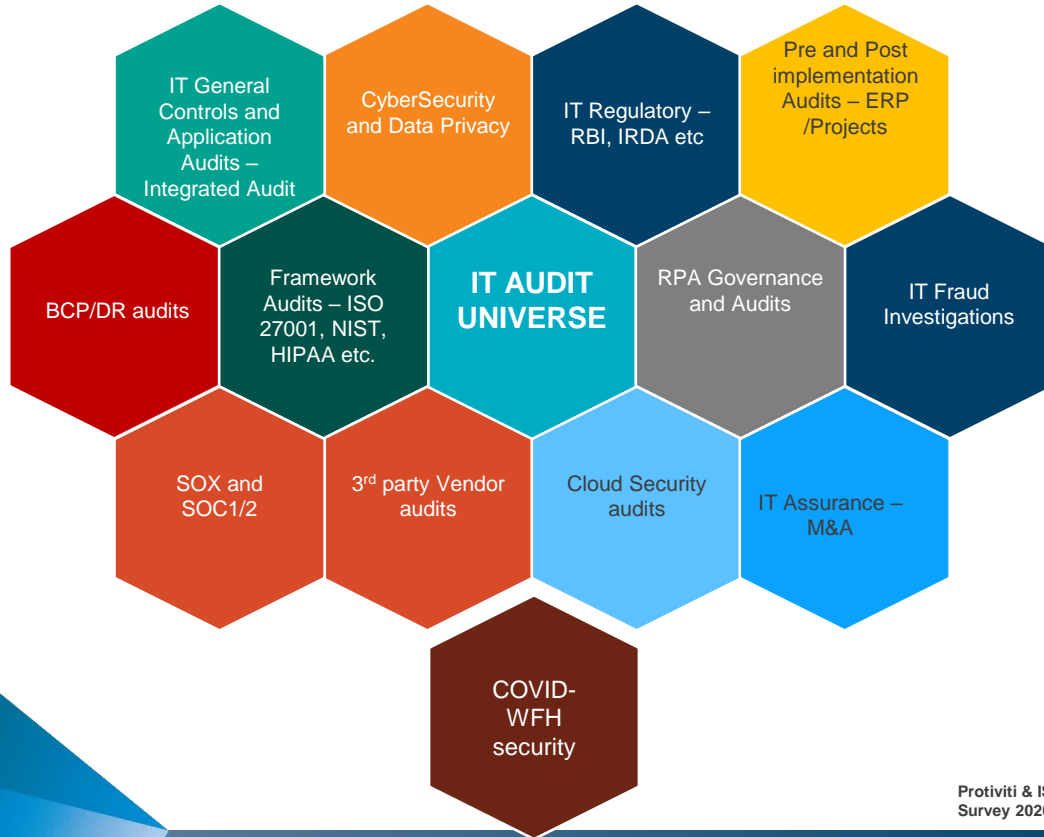 IT General
Controls and
Application
Audits –
Integrated Audit
CyberSecurity
and Data Privacy
IT Regulatory –
RBI, IRDA etc
Pre and Post
implementation
Audits – ERP
/Projects
BCP/DR audits
Framework
Audits – ISO
27001, NIST,
HIPAA etc.
IT AUDIT
UNIVERSE
RPA Governance
and Audits
IT Fraud
Investigations
SOX and
SOC1/2
3rd party Vendor
audits
Cloud Security
audits
IT Assurance –
M&A
COVID-
WFH
security
Protiviti &
Survey